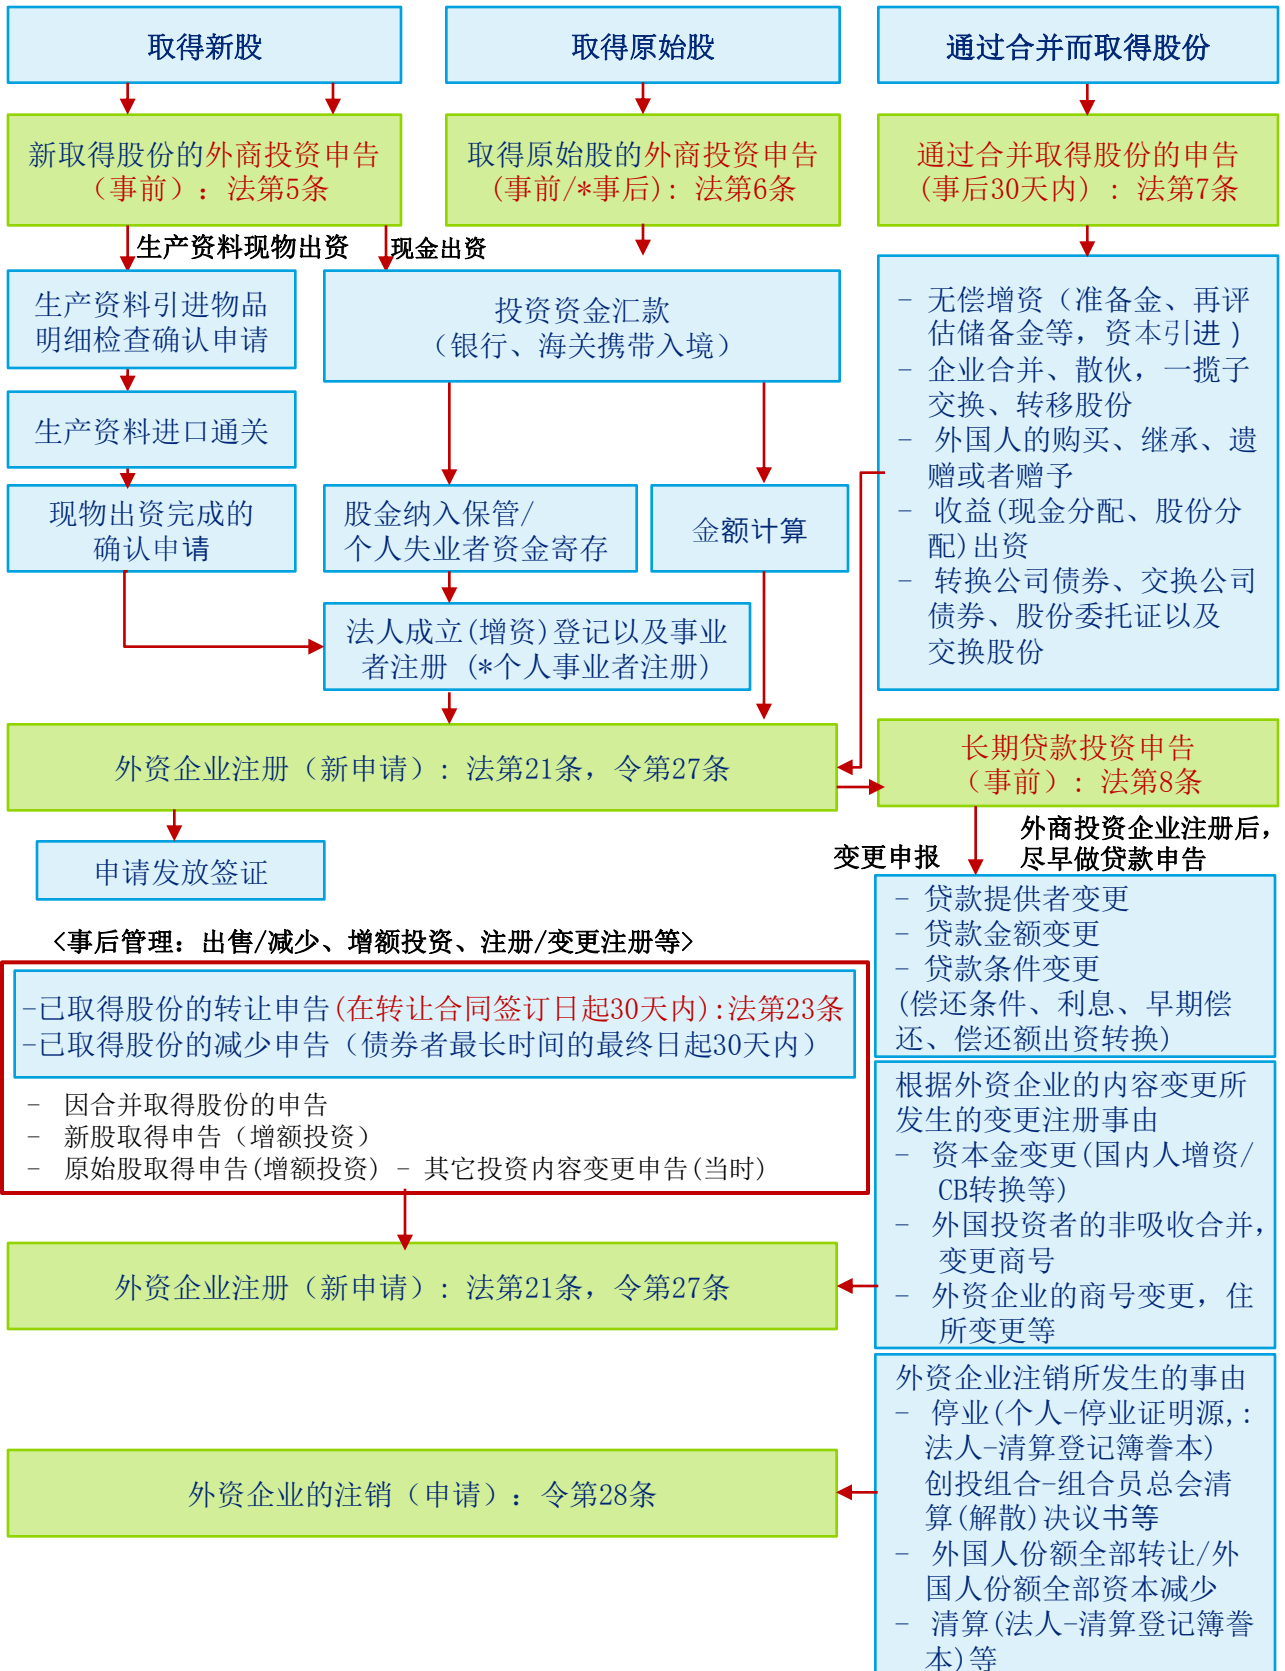 取得新股
取得原始股
通过合并而取得股份
新取得股份的外商投资申告
（事前）：法第5条
取得原始股的外商投资申告
(事前/*事后)：法第6条
通过合并取得股份的申告
(事后30天内）：法第7条
生产资料现物出资
现金出资
生产资料引进物品
明细检查确认申请
投资资金汇款
（银行、海关携带入境）
- 无偿增资（准备金、再评
估储备金等，资本引进 )
- 企业合并、散伙，一揽子
交换、转移股份
- 外国人的购买、继承、遗
赠或者赠予
- 收益(现金分配、股份分
配)出资
- 转换公司债券、交换公司
债券、股份委托证以及
交换股份
生产资料进口通关
现物出资完成的
确认申请
股金纳入保管/
个人失业者资金寄存
金额计算
法人成立(增资)登记以及事业
者注册 (*个人事业者注册)
外资企业注册（新申请）：法第21条，令第27条
长期贷款投资申告
（事前）：法第8条
申请发放签证
变更申报
外商投资企业注册后，
尽早做贷款申告
- 贷款提供者变更
- 贷款金额变更
- 贷款条件变更
(偿还条件、利息、早期偿
还、偿还额出资转换)
<事后管理：出售/减少、增额投资、注册/变更注册等>
-已取得股份的转让申告(在转让合同签订日起30天内):法第23条
-已取得股份的减少申告（债券者最长时间的最终日起30天内）
- 因合并取得股份的申告
- 新股取得申告（增额投资）
- 原始股取得申告(增额投资) - 其它投资内容变更申告(当时)
根据外资企业的内容变更所
发生的变更注册事由
- 资本金变更(国内人增资/
CB转换等)
- 外国投资者的非吸收合并，
变更商号
- 外资企业的商号变更，住
所变更等
外资企业注册（新申请）：法第21条，令第27条
外资企业注销所发生的事由
- 停业(个人-停业证明源,：
法人-清算登记簿誊本)
创投组合-组合员总会清
算(解散)决议书等
- 外国人份额全部转让/外
国人份额全部资本减少
- 清算(法人-清算登记簿誊
本)等
外资企业的注销（申请）：令第28条